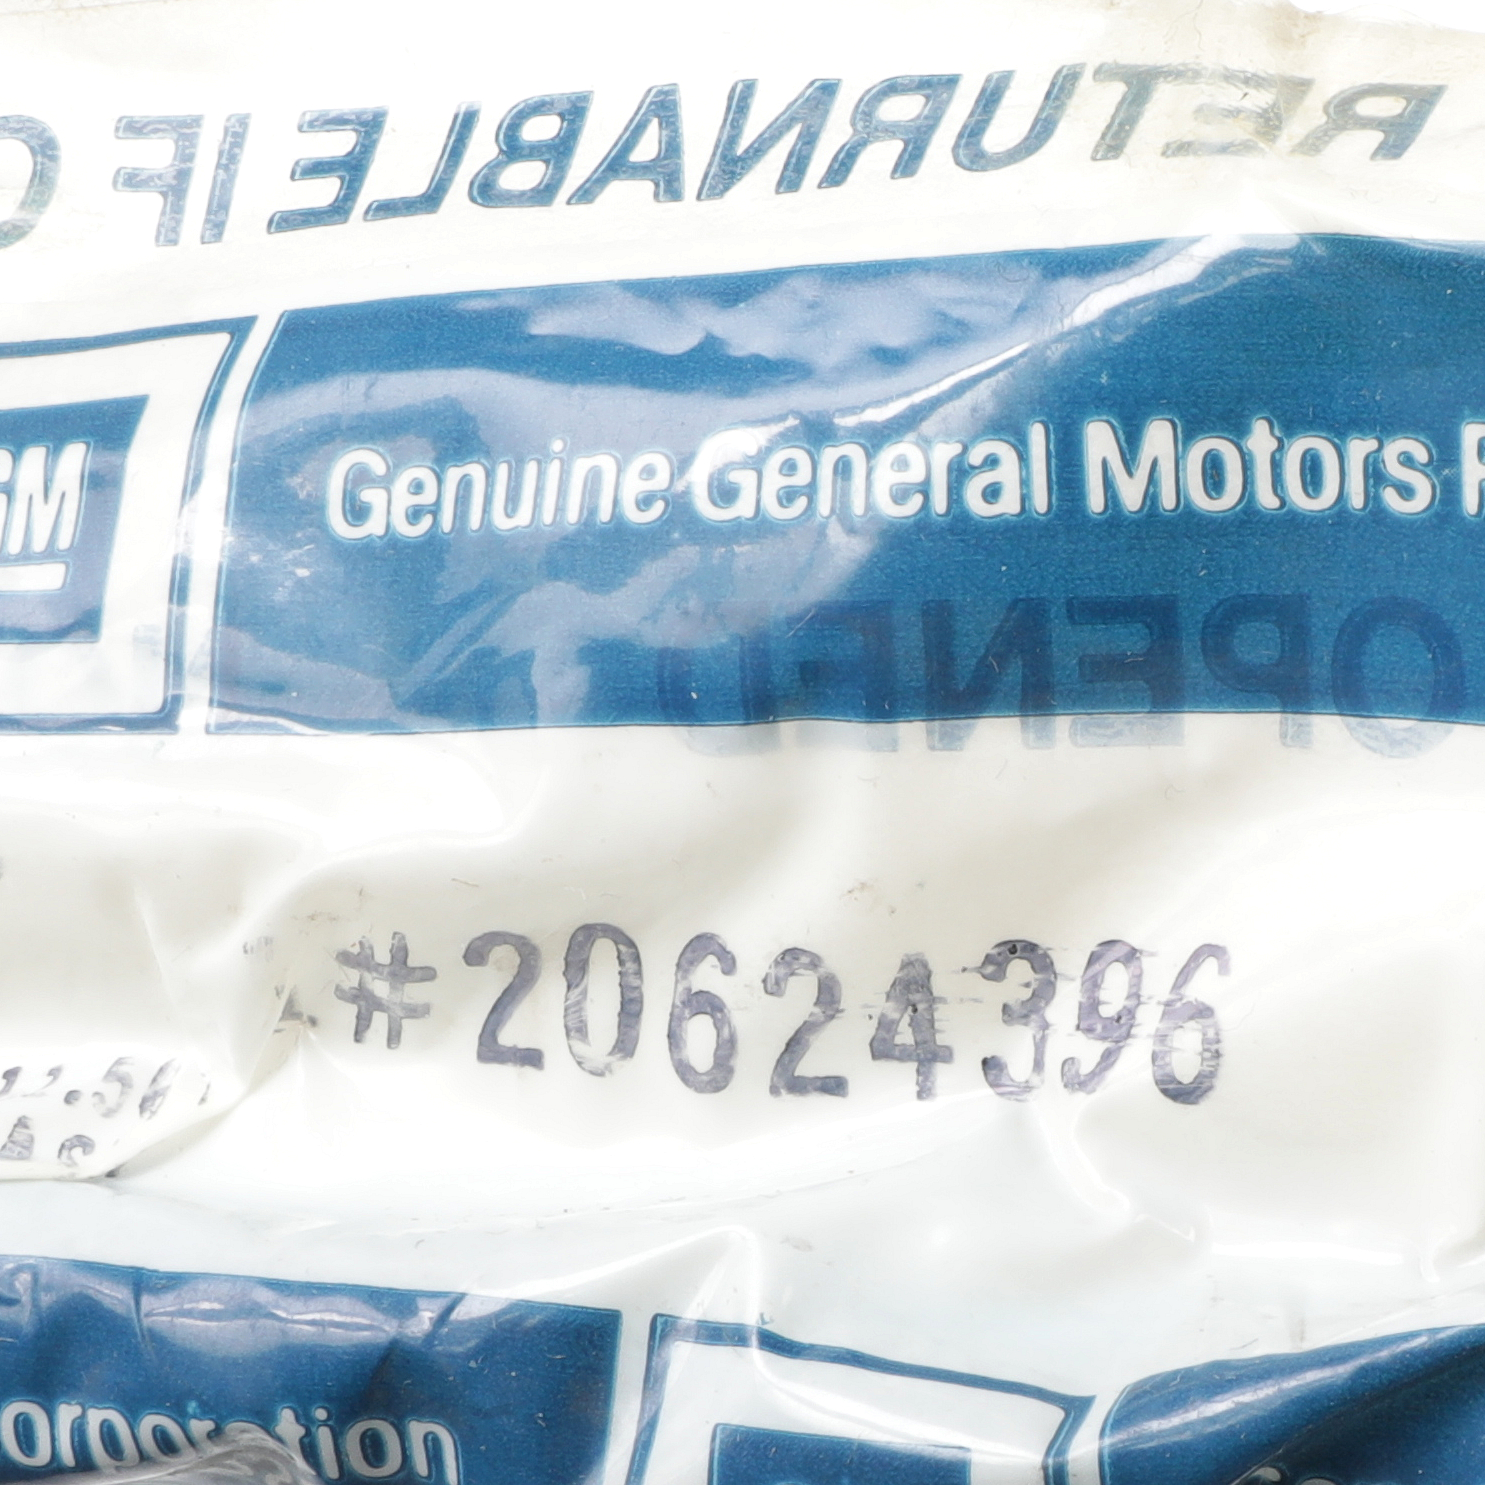 RETURNABLE IF
GM
Genuine General Motors
OPENED
#20624396
orporation